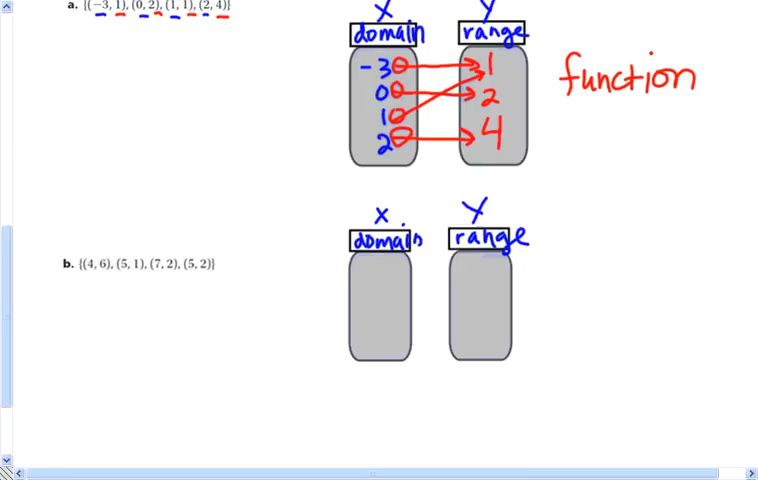 a. {(−3, 1), (0, 2), (1, 1), (2, 4)}
X Y
domain range
-3 1
0 2
1
2 4
function
X Y
domain range
b. {(4, 6), (5, 1), (7, 2), (5, 2)}